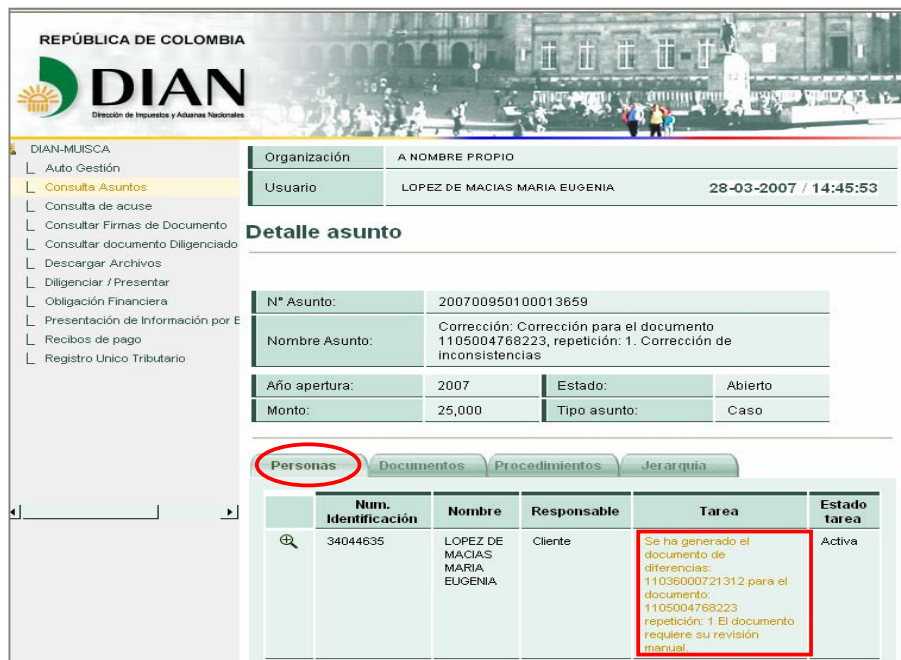 REPÚBLICA DE COLOMBIA
DIAN
Dirección de Impuestos y Aduanas Nacionales
DIAN-MUISCA
Auto Gestión
Consulta Asuntos
Consulta de acuse
Consultar Firmas de Documento
Consultar documento Diligenciado
Descargar Archivos
Diligenciar / Presentar
Obligación Financiera
Presentación de Información por E
Recibos de pago
Registro Unico Tributario
Organización A NOMBRE PROPIO
Usuario LOPEZ DE MACIAS MARIA EUGENIA 28-03-2007 / 14:45:53
Detalle asunto
N° Asunto: 200700950100013659
Nombre Asunto: Corrección: Corrección para el documento
1105004768223, repetición: 1. Corrección de
inconsistencias
Año apertura: 2007 Estado: Abierto
Monto: 25,000 Tipo asunto: Caso
Personas Documentos Procedimientos Jerarquia
Num. Identificación Nombre Responsable Tarea Estado tarea
34044635
LOPEZ DE
MACIAS
MARIA
EUGENIA
Cliente
Se ha generado el
documento de
diferencias:
11036000721312 para el
documento:
1105004768223
repetición: 1 El documento
requiere su revisión
manual.
Activa